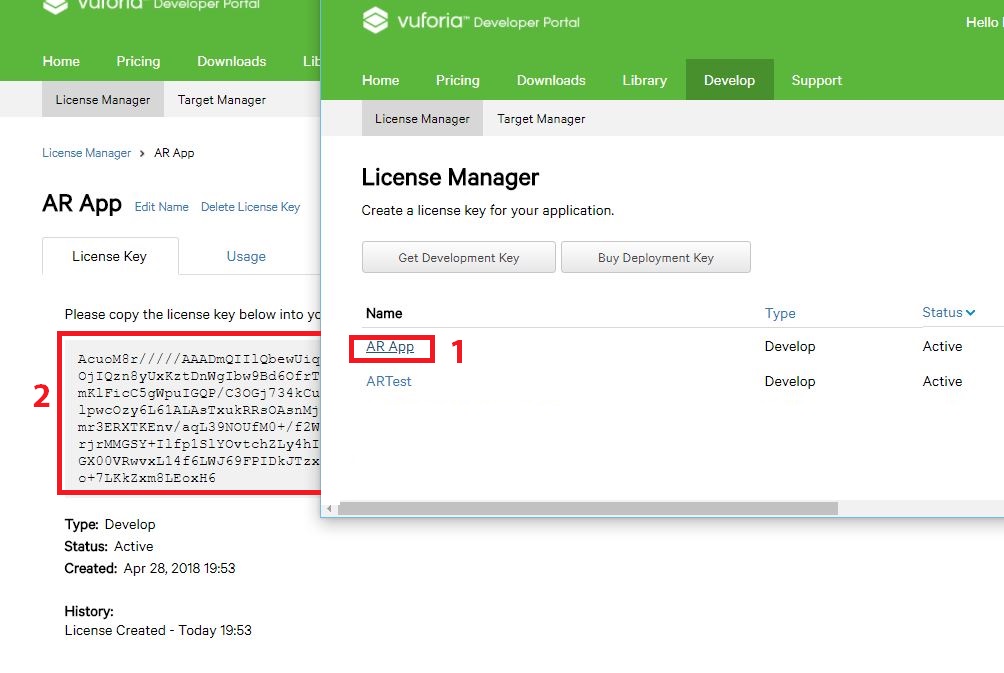 vuforia™ Developer Portal
Home Pricing Downloads
License Manager Target Manager
License Manager › AR App
AR App Edit Name Delete License Key
License Key Usage
Please copy the license key below into
2
AcuoM8r/////AAADmQIIlQbewUiq
OjIQzn8yUxKztDnWgIbw9Bd6OfrT
mKlFicC5gWpuIGQP/C3OGj734kCu
lpwcOzy6L6lALAsTxukRRsOAsnMj
mr3ERXTKEnv/aqL39NOUfM0+/f2W
rjrMMGSY+Ilfp1SlYOvtchZLy4hI
GX00VRwvxL14f6LWJ69FPIDkJTzx
o+7LKkZxm8LEoxH6
Type: Develop
Status: Active
Created: Apr 28, 2018 19:53
History:
License Created - Today 19:53
vuforia™ Developer Portal
Hello
Home Pricing Downloads Library Develop Support
License Manager Target Manager
License Manager
Create a license key for your application.
Get Development Key Buy Deployment Key
Name Type Status
AR App 1 Develop Active
ARTest Develop Active